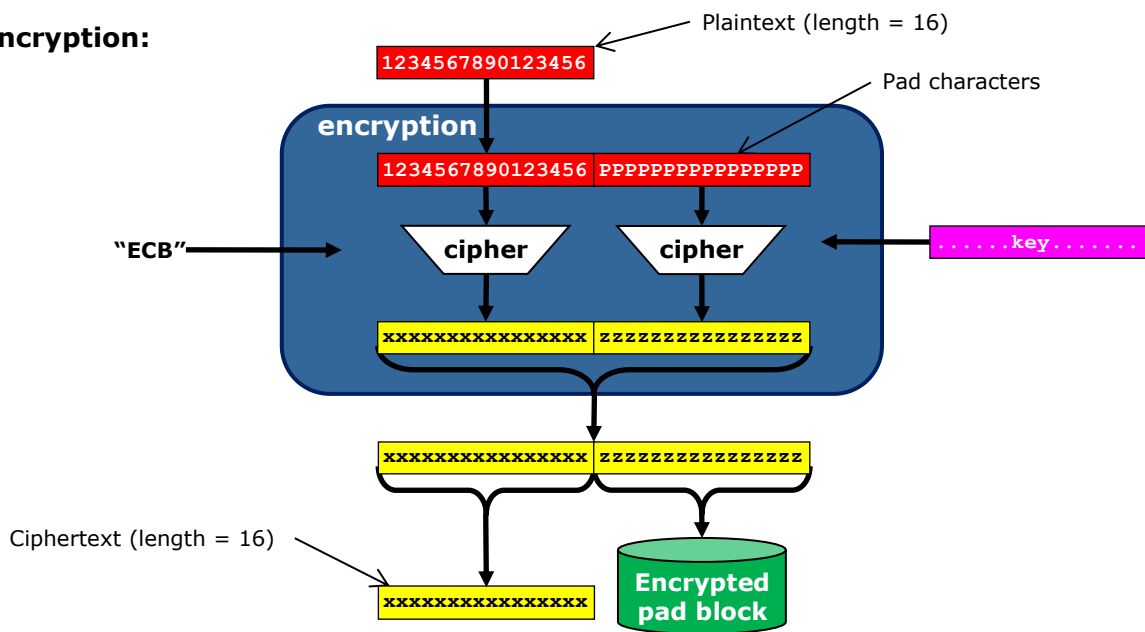 ncryption:
Plaintext (length = 16)
1234567890123456
Pad characters
encryption
1234567890123456 PPPPPPPPPPPPPPPP
“ECB”
cipher cipher
......key.......
xxxxxxxxxxxxxxxx zzzzzzzzzzzzzzzz
xxxxxxxxxxxxxxxx zzzzzzzzzzzzzzzz
Ciphertext (length = 16)
Encrypted
pad block
xxxxxxxxxxxxxxxx